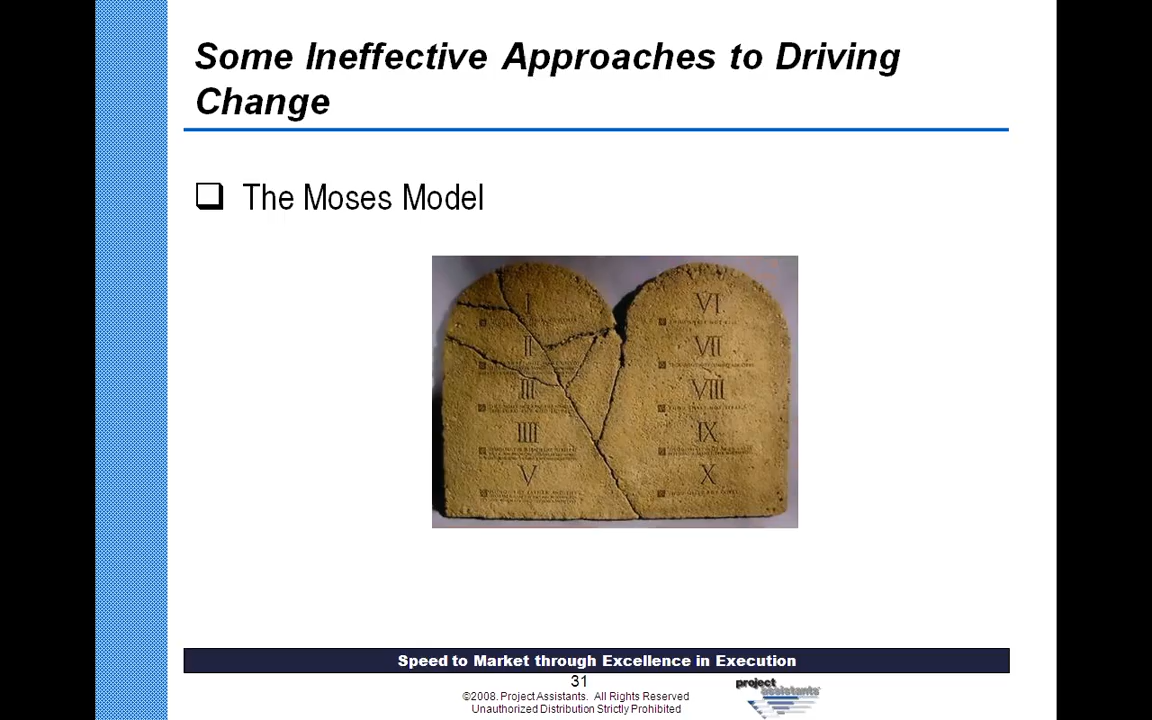 Some Ineffective Approaches to Driving
Change
The Moses Model
I
VI
II
VII
III
VIII
IIII
IX
V
X
Speed to Market through Excellence in Execution
31
©2008. Project Assistants. All Rights Reserved
Unauthorized Distribution Strictly Prohibited
project
assistants